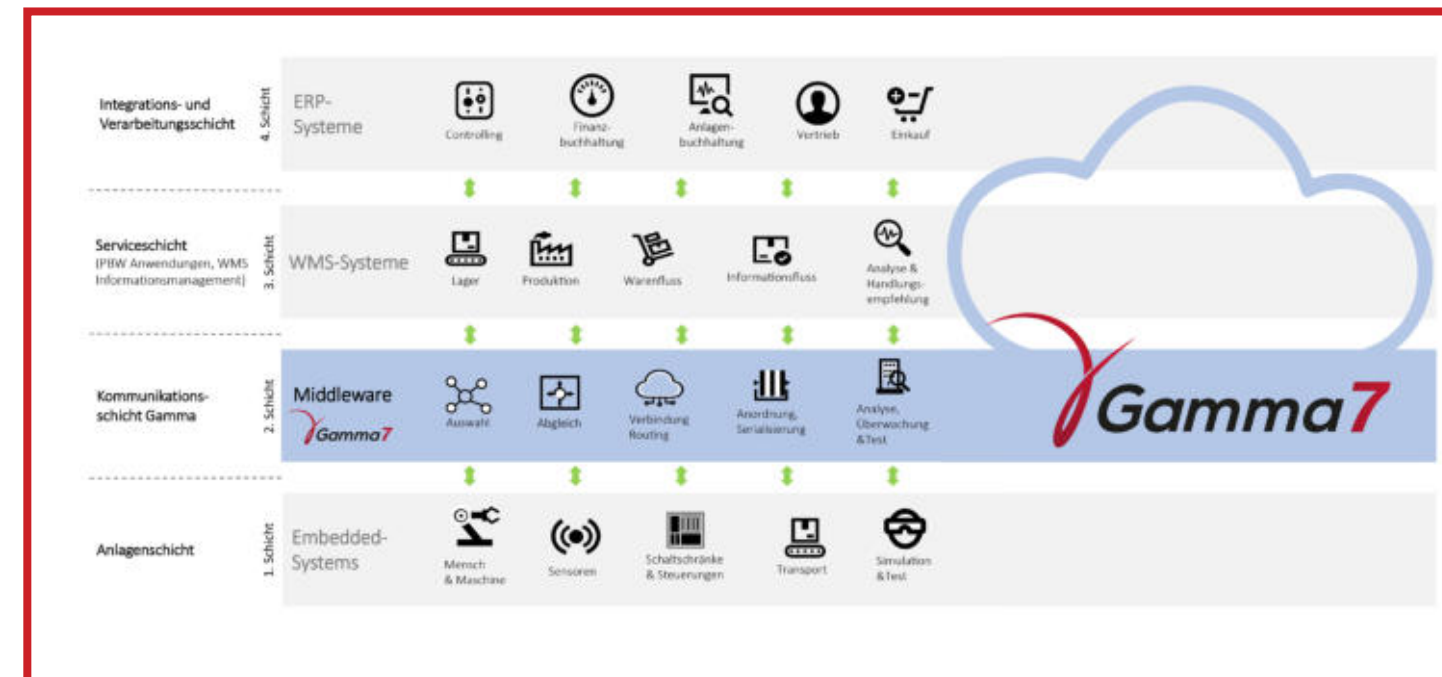 Integrations- und
Verarbeitungsschicht
4. Schicht
ERP-
Systeme
Controlling
Finanz-
buchhaltung
Anlagen-
buchhaltung
Vertrieb
Einkauf
Serviceschicht
(PBW Anwendungen, WMS
Informationsmanagement)
3. Schicht
WMS-Systeme
Lager
Produktion
Warenfluss
Informationsfluss
Analyse &
Handlungs-
empfehlung
Kommunikations-
schicht Gamma
2. Schicht
Middleware
Gamma7
Auswahl
Abgleich
Verbindung
Routing
Anordnung,
Serialisierung
Analyse,
Überwachung
&Test
Gamma7
Anlagenschicht
1. Schicht
Embedded-
Systems
Mensch
& Maschine
Sensoren
Schaltschränke
& Steuerungen
Transport
Simulation
&Test